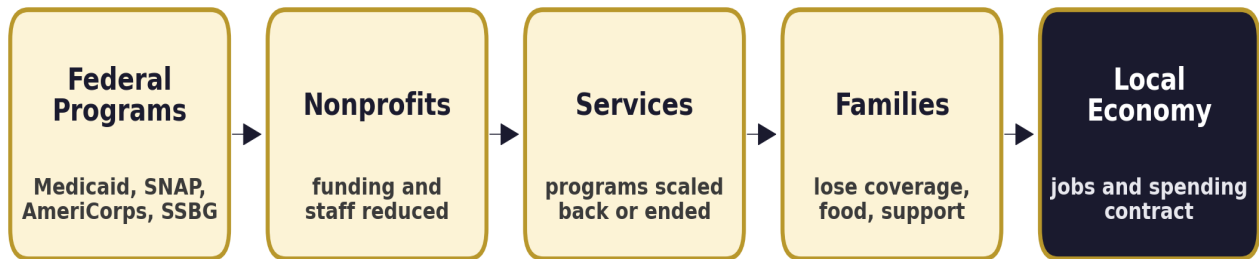 Federal
Programs
Medicaid, SNAP,
AmeriCorps, SSBG
Nonprofits
funding and
staff reduced
Services
programs scaled
back or ended
Families
lose coverage,
food, support
Local
Economy
jobs and spending
contract